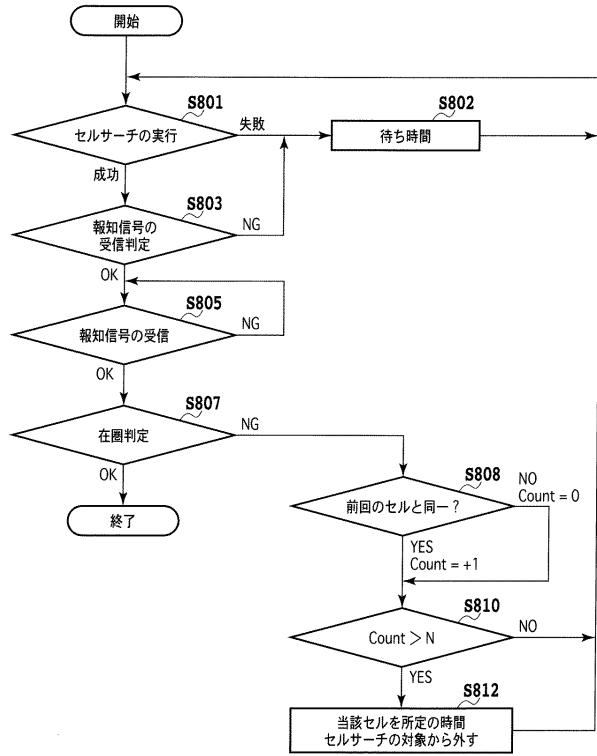 開始
S801
セルサーチの実行
失敗
S802
待ち時間
成功
S803
報知信号の
受信判定
NG
OK
S805
報知信号の受信
NG
OK
S807
在圏判定
NG
OK
終了
S808
前回のセルと同一？
NO
Count = 0
YES
Count = +1
S810
Count＞N
NO
YES
S812
当該セルを所定の時間
セルサーチの対象から外す